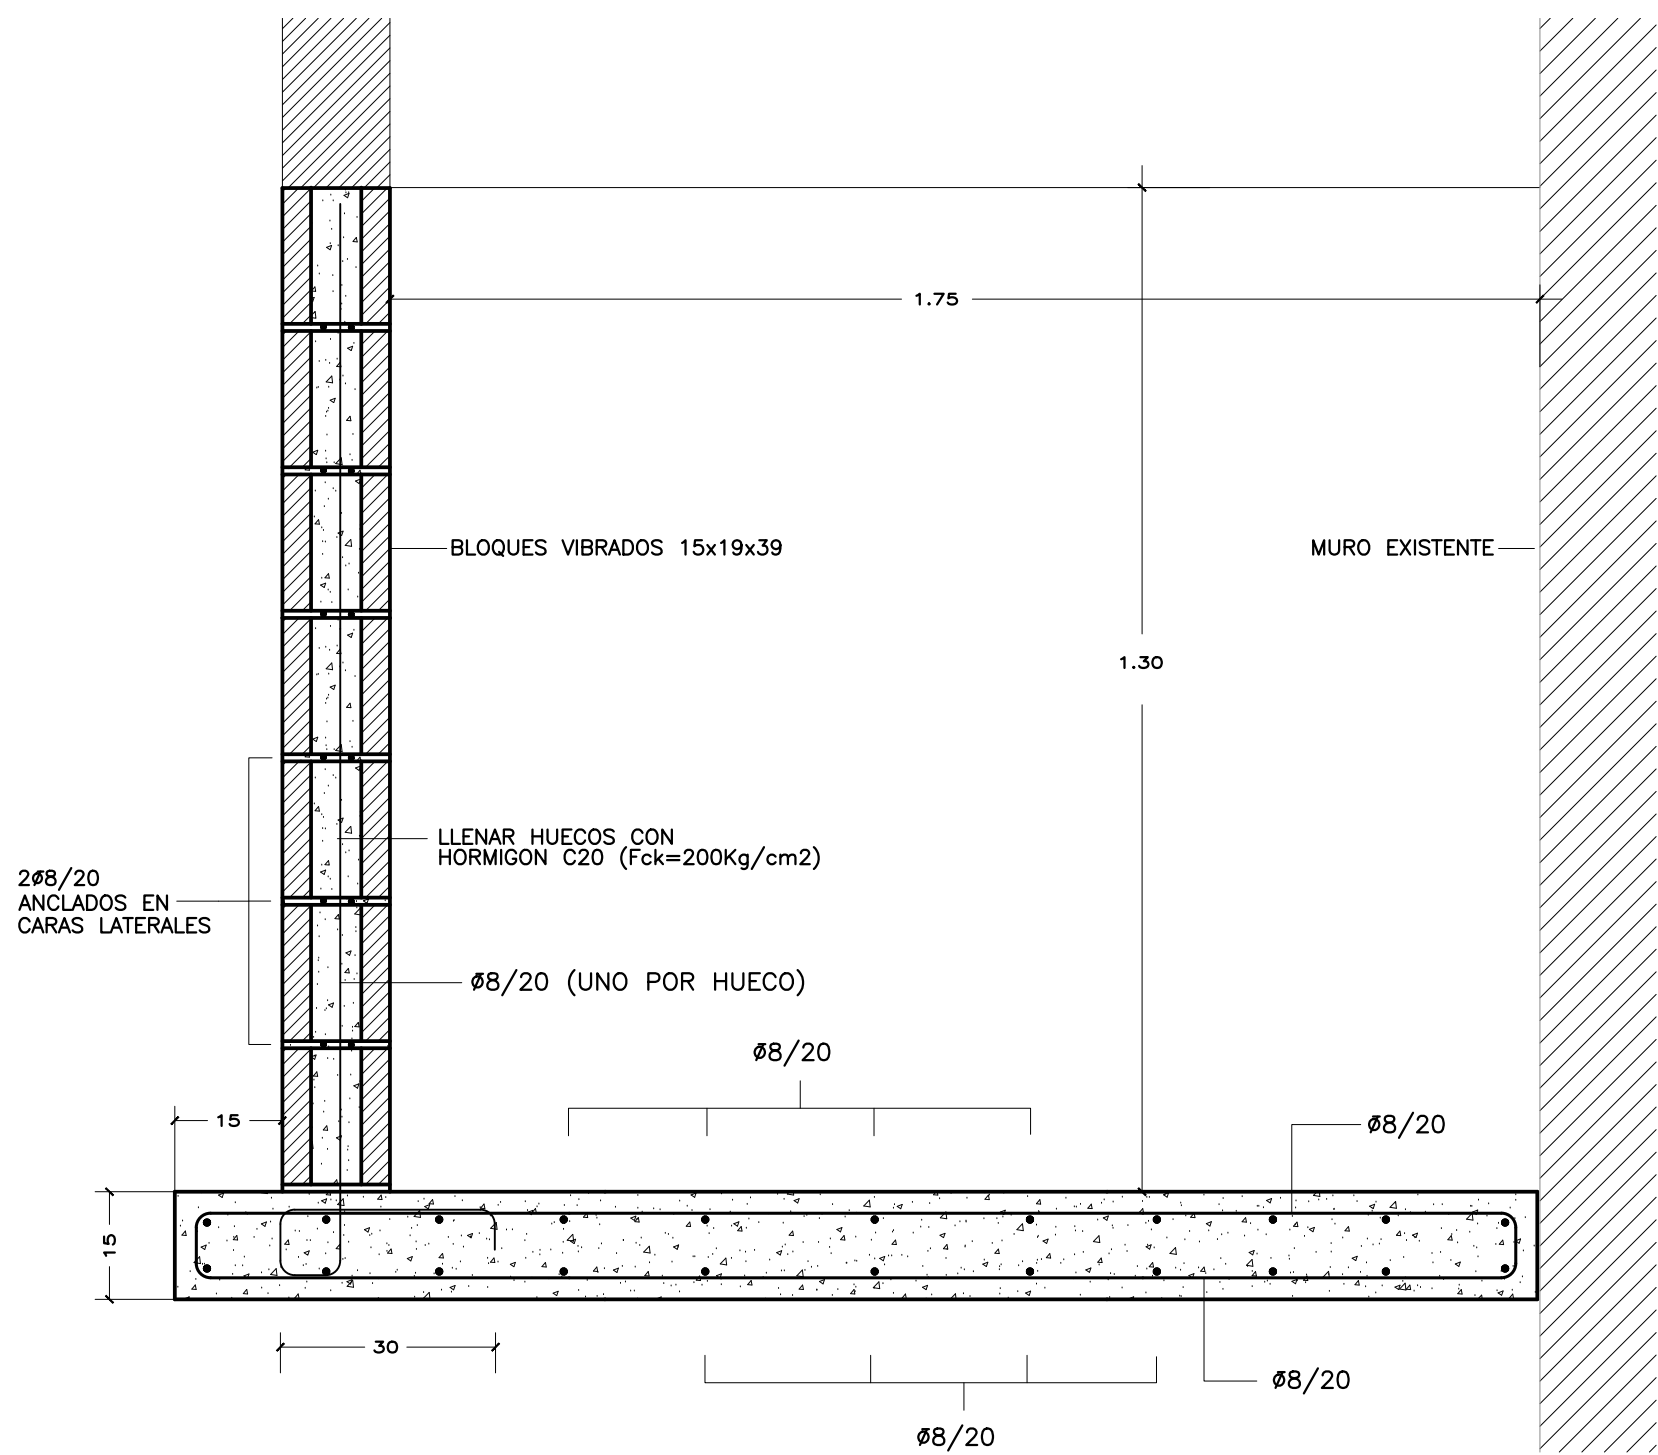 1.75
BLOQUES VIBRADOS 15x19x39
MURO EXISTENTE
1.30
LLENAR HUECOS CON
HORMIGON C20 (Fck=200Kg/cm2)
2Ø8/20
ANCLADOS EN
CARAS LATERALES
Ø8/20 (UNO POR HUECO)
Ø8/20
15
Ø8/20
15
30
Ø8/20
Ø8/20